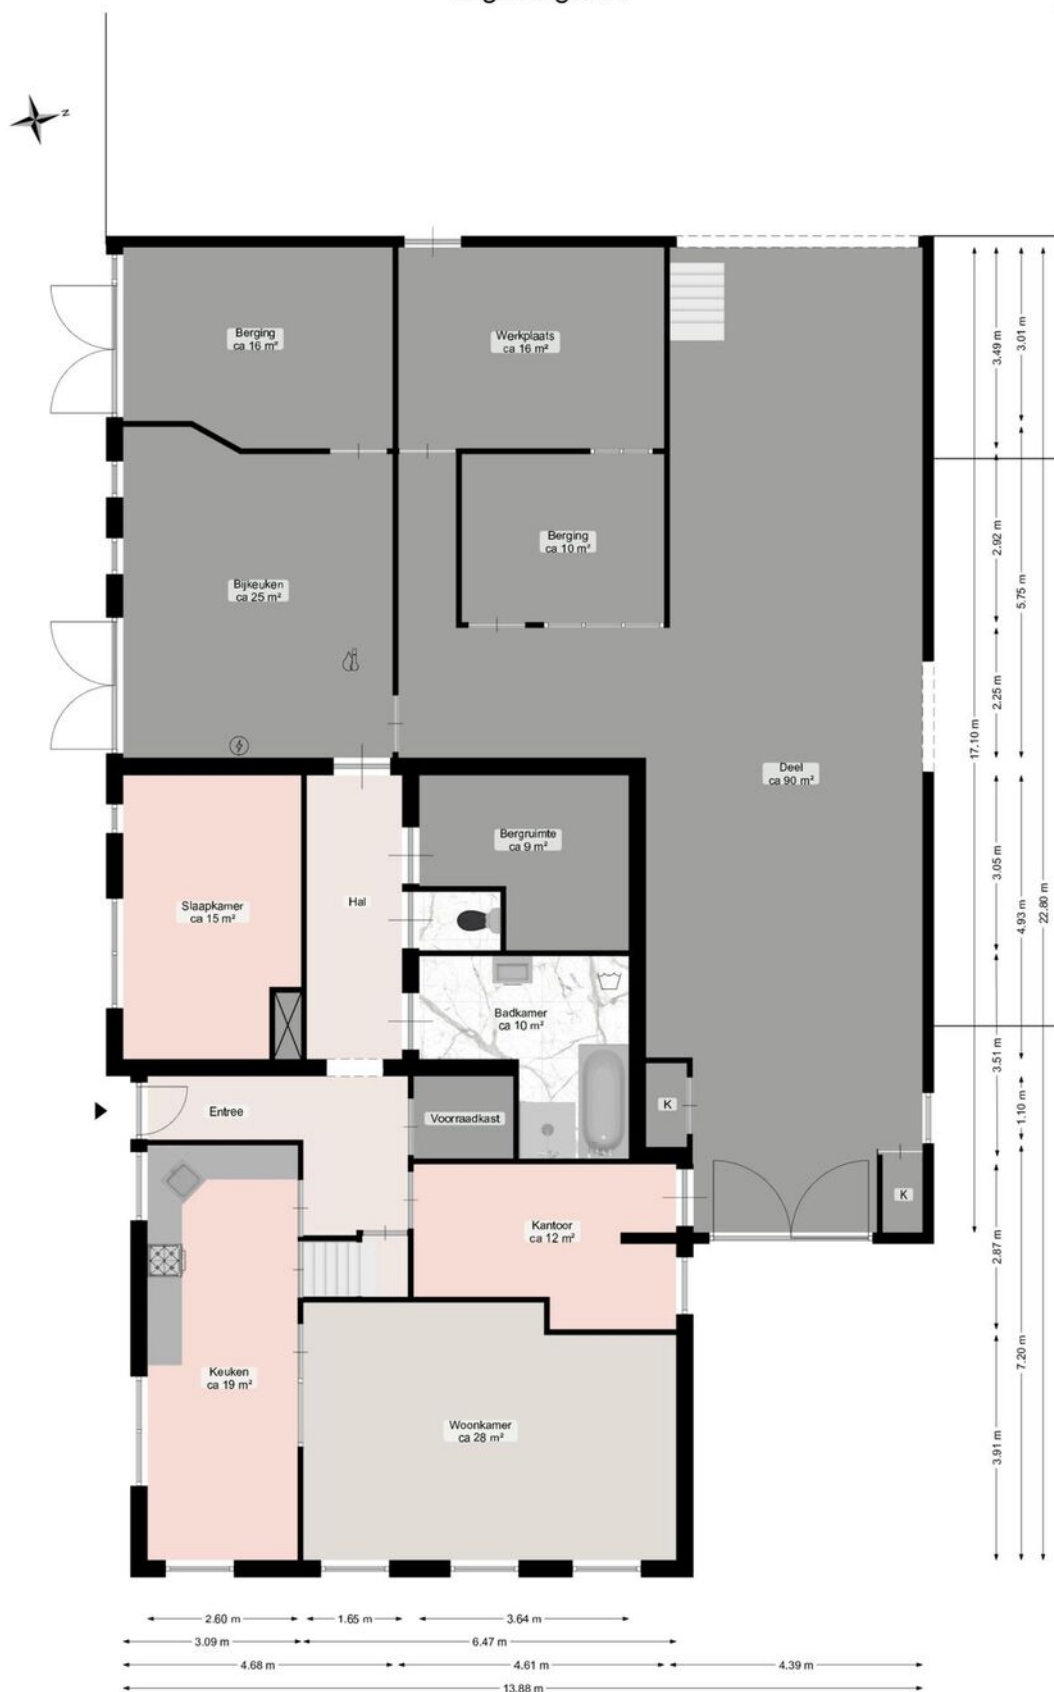 N
Berging
ca 16 m²
Werkplaats
ca 16 m²
3.49 m
3.01 m
Berging
ca 10 m²
2.92 m
Bijkeuken
ca 25 m²
5.75 m
2.25 m
17.10 m
Deel
ca 90 m²
Bergruimte
ca 9 m²
3.05 m
Slaapkamer
ca 15 m²
Hal
4.93 m
22.80 m
Badkamer
ca 10 m²
3.51 m
Entree
Voorraadkast
K
1.10 m
K
Kantoor
ca 12 m²
2.87 m
7.20 m
Keuken
ca 19 m²
Woonkamer
ca 28 m²
3.91 m
2.60 m
1.65 m
3.64 m
3.09 m
6.47 m
4.68 m
4.61 m
4.39 m
13.88 m